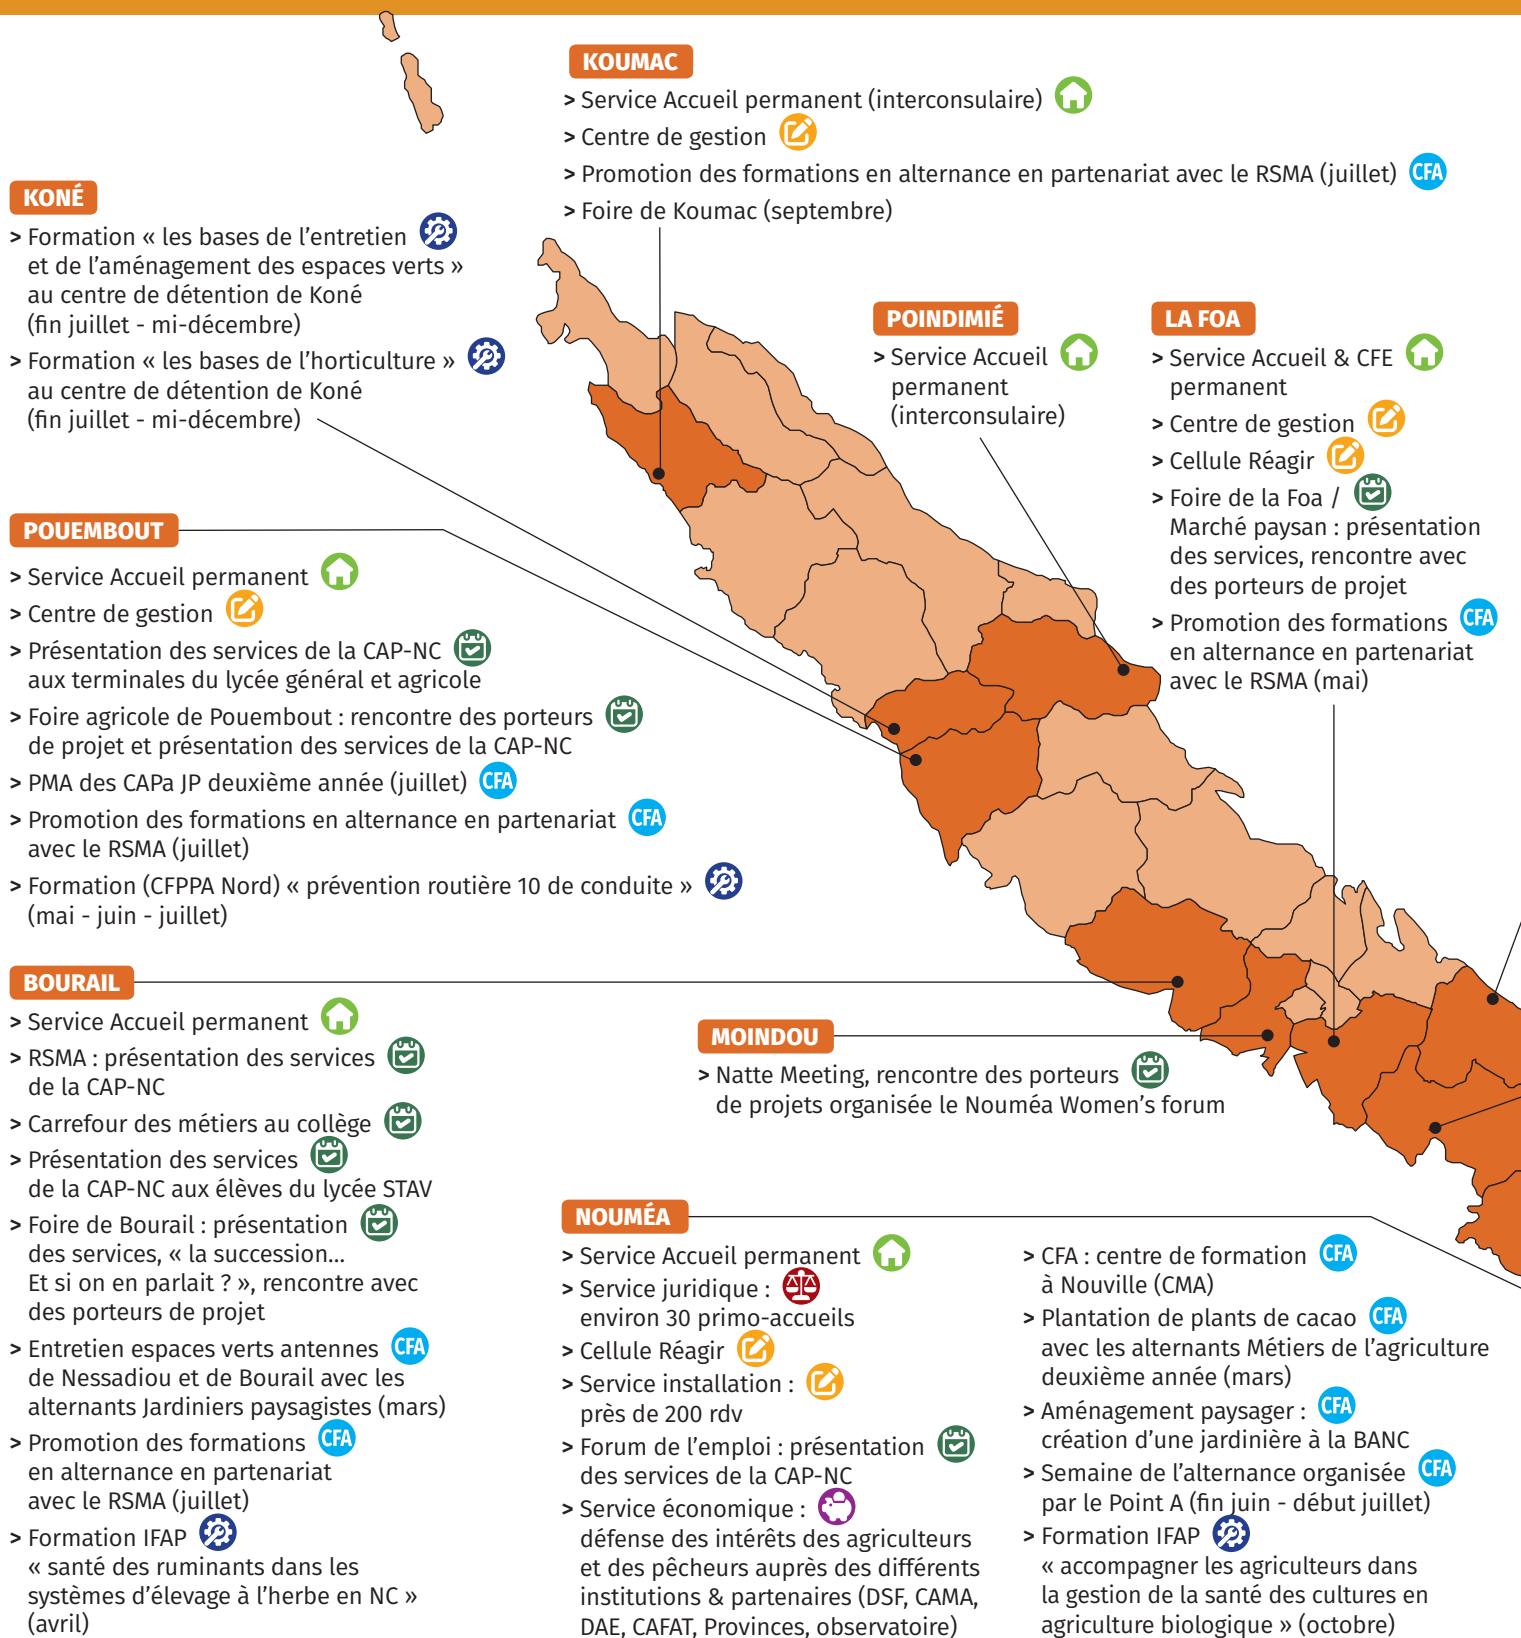 KOUMAC
> Service Accueil permanent (interconsulaire)
> Centre de gestion
> Promotion des formations en alternance en partenariat avec le RSMA (juillet) CFA
> Foire de Koumac (septembre)
KONÉ
> Formation « les bases de l’entretien
et de l’aménagement des espaces verts »
au centre de détention de Koné
(fin juillet - mi-décembre)
> Formation « les bases de l’horticulture »
au centre de détention de Koné
(fin juillet - mi-décembre)
POINDIMIÉ
> Service Accueil
permanent
(interconsulaire)
LA FOA
> Service Accueil & CFE
permanent
> Centre de gestion
> Cellule Réagir
> Foire de la Foa /
Marché paysan : présentation
des services, rencontre avec
des porteurs de projet
> Promotion des formations CFA
en alternance en partenariat
avec le RSMA (mai)
POUEMBOUT
> Service Accueil permanent
> Centre de gestion
> Présentation des services de la CAP-NC
aux terminales du lycée général et agricole
> Foire agricole de Pouembout : rencontre des porteurs
de projet et présentation des services de la CAP-NC
> PMA des CAPa JP deuxième année (juillet) CFA
> Promotion des formations en alternance en partenariat CFA
avec le RSMA (juillet)
> Formation (CFPPA Nord) « prévention routière 10 de conduite »
(mai - juin - juillet)
BOURAIL
> Service Accueil permanent
> RSMA : présentation des services
de la CAP-NC
> Carrefour des métiers au collège
> Présentation des services
de la CAP-NC aux élèves du lycée STAV
> Foire de Bourail : présentation
des services, « la succession...
Et si on en parlait ? », rencontre avec
des porteurs de projet
> Entretien espaces verts antennes CFA
de Nessadiou et de Bourail avec les
alternants Jardiniers paysagistes (mars)
> Promotion des formations CFA
en alternance en partenariat
avec le RSMA (juillet)
> Formation IFAP
« santé des ruminants dans les
systèmes d’élevage à l’herbe en NC »
(avril)
MOINDOU
> Natte Meeting, rencontre des porteurs
de projets organisée le Nouméa Women’s forum
NOUMÉA
> Service Accueil permanent
> Service juridique :
environ 30 primo-accueils
> Cellule Réagir
> Service installation :
près de 200 rdv
> Forum de l’emploi : présentation
des services de la CAP-NC
> Service économique :
défense des intérêts des agriculteurs
et des pêcheurs auprès des différents
institutions & partenaires (DSF, CAMA,
DAE, CAFAT, Provinces, observatoire)
> CFA : centre de formation CFA
à Nouville (CMA)
> Plantation de plants de cacao CFA
avec les alternants Métiers de l’agriculture
deuxième année (mars)
> Aménagement paysager : CFA
création d’une jardinière à la BANC
> Semaine de l’alternance organisée CFA
par le Point A (fin juin - début juillet)
> Formation IFAP
« accompagner les agriculteurs dans
la gestion de la santé des cultures en
agriculture biologique » (octobre)